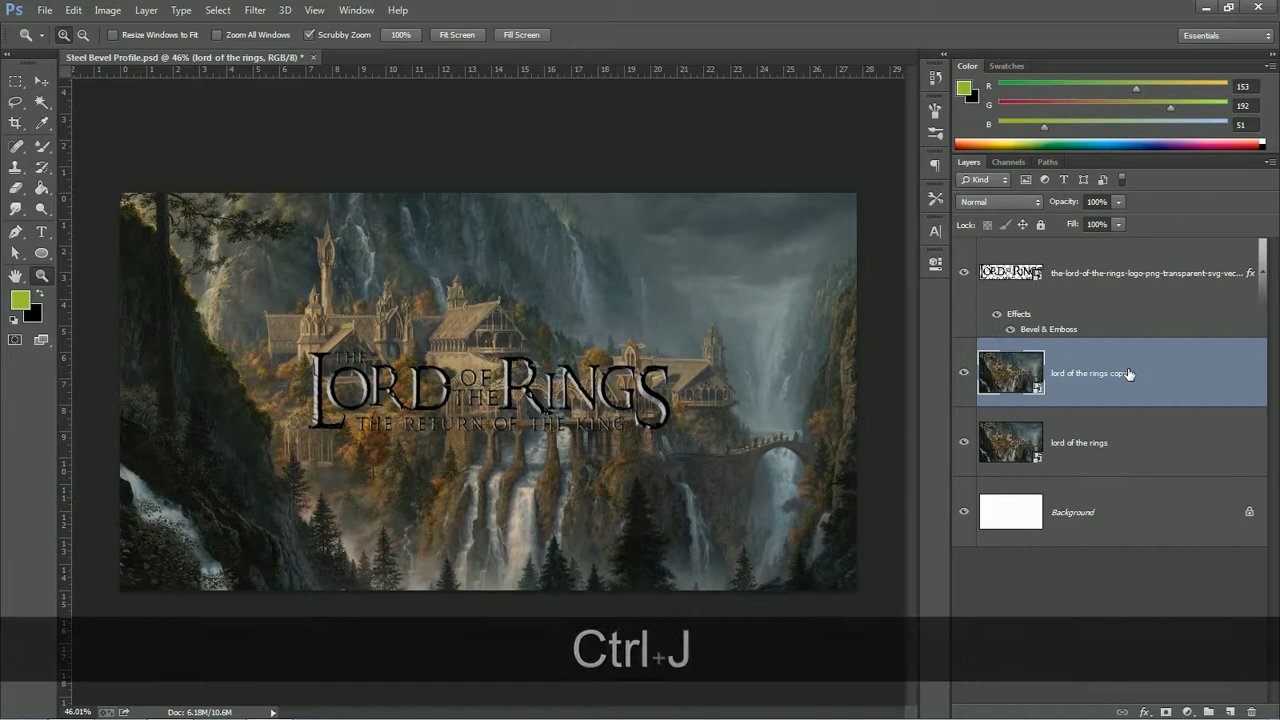 Ps File Edit Image Layer Type Select Filter 3D View Window Help
Resize Windows to Fit Zoom All Windows Scrubby Zoom 100% Fit Screen Fill Screen Essentials
Steel Bevel Profile.psd @ 46% (lord of the rings, RGB/8) *
Color Swatches
R 153
G 192
B 51
Layers Channels Paths
Kind
Normal Opacity: 100%
Lock: Fill: 100%
the-lord-of-the-rings-logo-png-transparent-svg-vec... fx
Effects
Bevel & Emboss
lord of the rings cop
lord of the rings
Background
THE
LORD OF THE RINGS
THE RETURN OF THE KING
Ctrl+J
46.01% Doc: 6.18M/10.6M